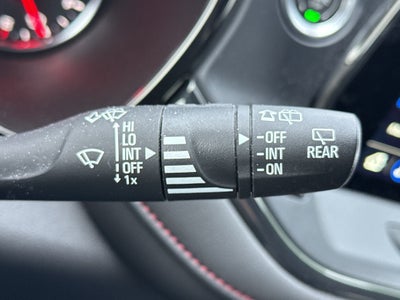 HI
LO
INT
OFF
1x
-OFF
-INT
-ON
REAR